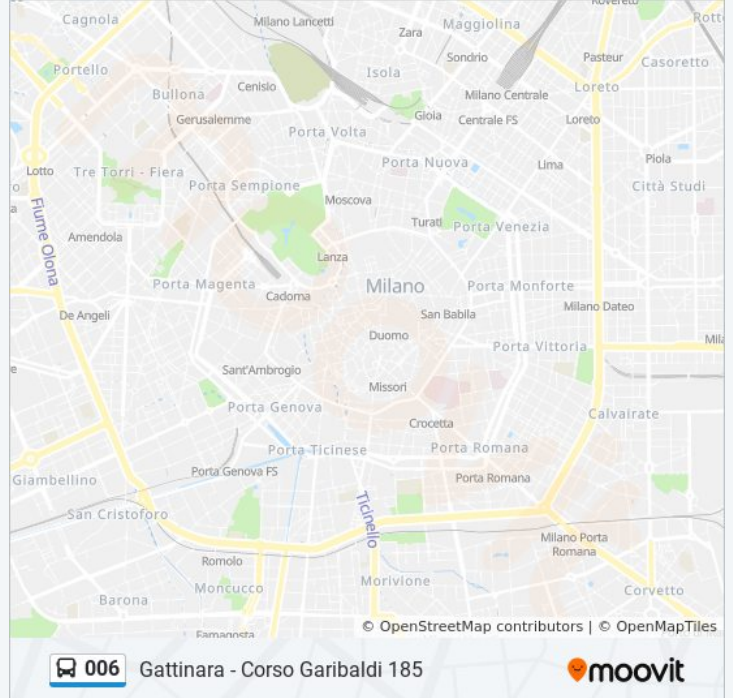 Rovereto
Cagnola
Milano Lancetti
Maggiolina
Rott
Zara
Portello
Sondrio
Pasteur
Casoretto
Isola
Bullona
Cenisio
Milano Centrale
Loreto
Gerusalemme
Gioia
Centrale FS
Loreto
Porta Volta
Lotto
Tre Torri - Fiera
Porta Nuova
Lima
Piola
Porta Sempione
Città Studi
o
Moscova
a
Fiume Olona
Turati
Porta Venezia
Amendola
Lanza
Porta Magenta
Cadorna
Milano
Porta Monforte
De Angeli
San Babila
Milano Dateo
Duomo
Porta Vittoria
Mila
e
Sant'Ambrogio
Missori
Porta Genova
Crocetta
Calvairate
Porta Ticinese
Porta Romana
Giambellino
Porta Genova FS
Porta Romana
San Cristoforo
Ticinello
Milano Porta
Romana
Romolo
Moncucco
Morivione
Corvetto
Barona
Famagosta
© OpenStreetMap contributors | © OpenMapTiles
006 Gattinara - Corso Garibaldi 185
moovit